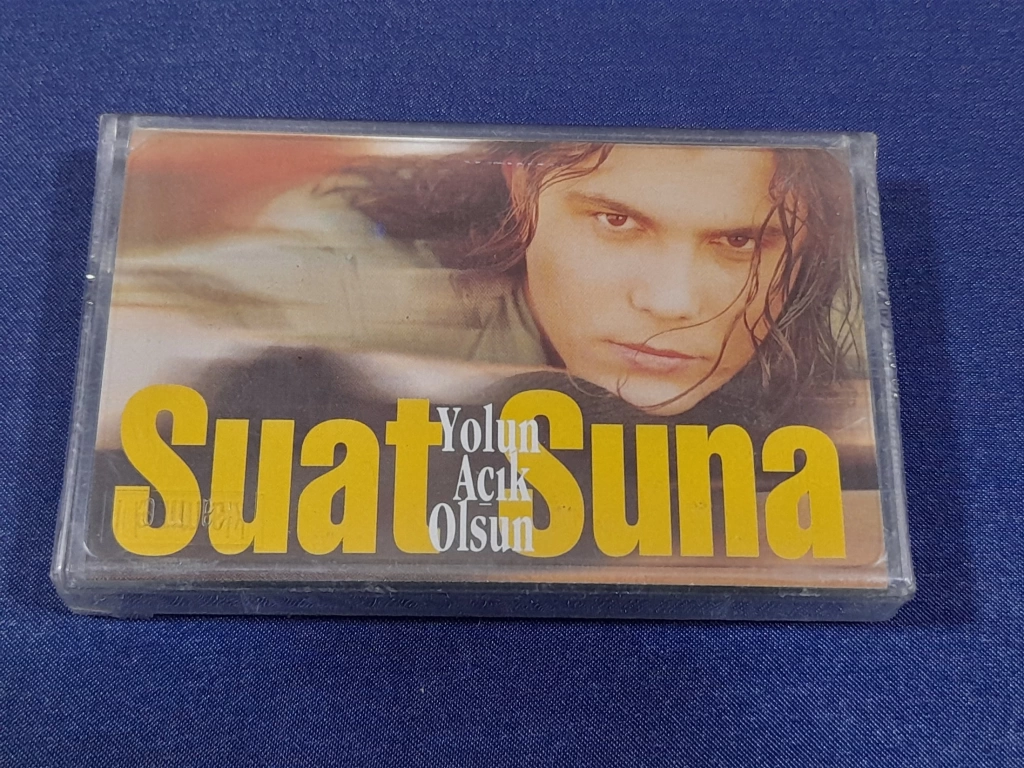 Suat Suna
Yolun
Açık
Olsun